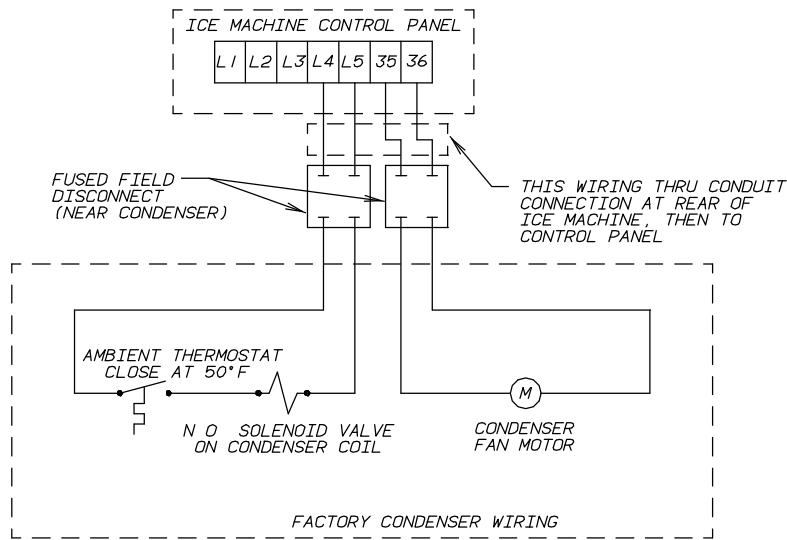 ICE MACHINE CONTROL PANEL
L1 L2 L3 L4 L5 35 36
FUSED FIELD
DISCONNECT
(NEAR CONDENSER)
THIS WIRING THRU CONDUIT
CONNECTION AT REAR OF
ICE MACHINE, THEN TO
CONTROL PANEL
AMBIENT THERMOSTAT
CLOSE AT 50°F
N O SOLENOID VALVE
ON CONDENSER COIL
M
CONDENSER
FAN MOTOR
FACTORY CONDENSER WIRING